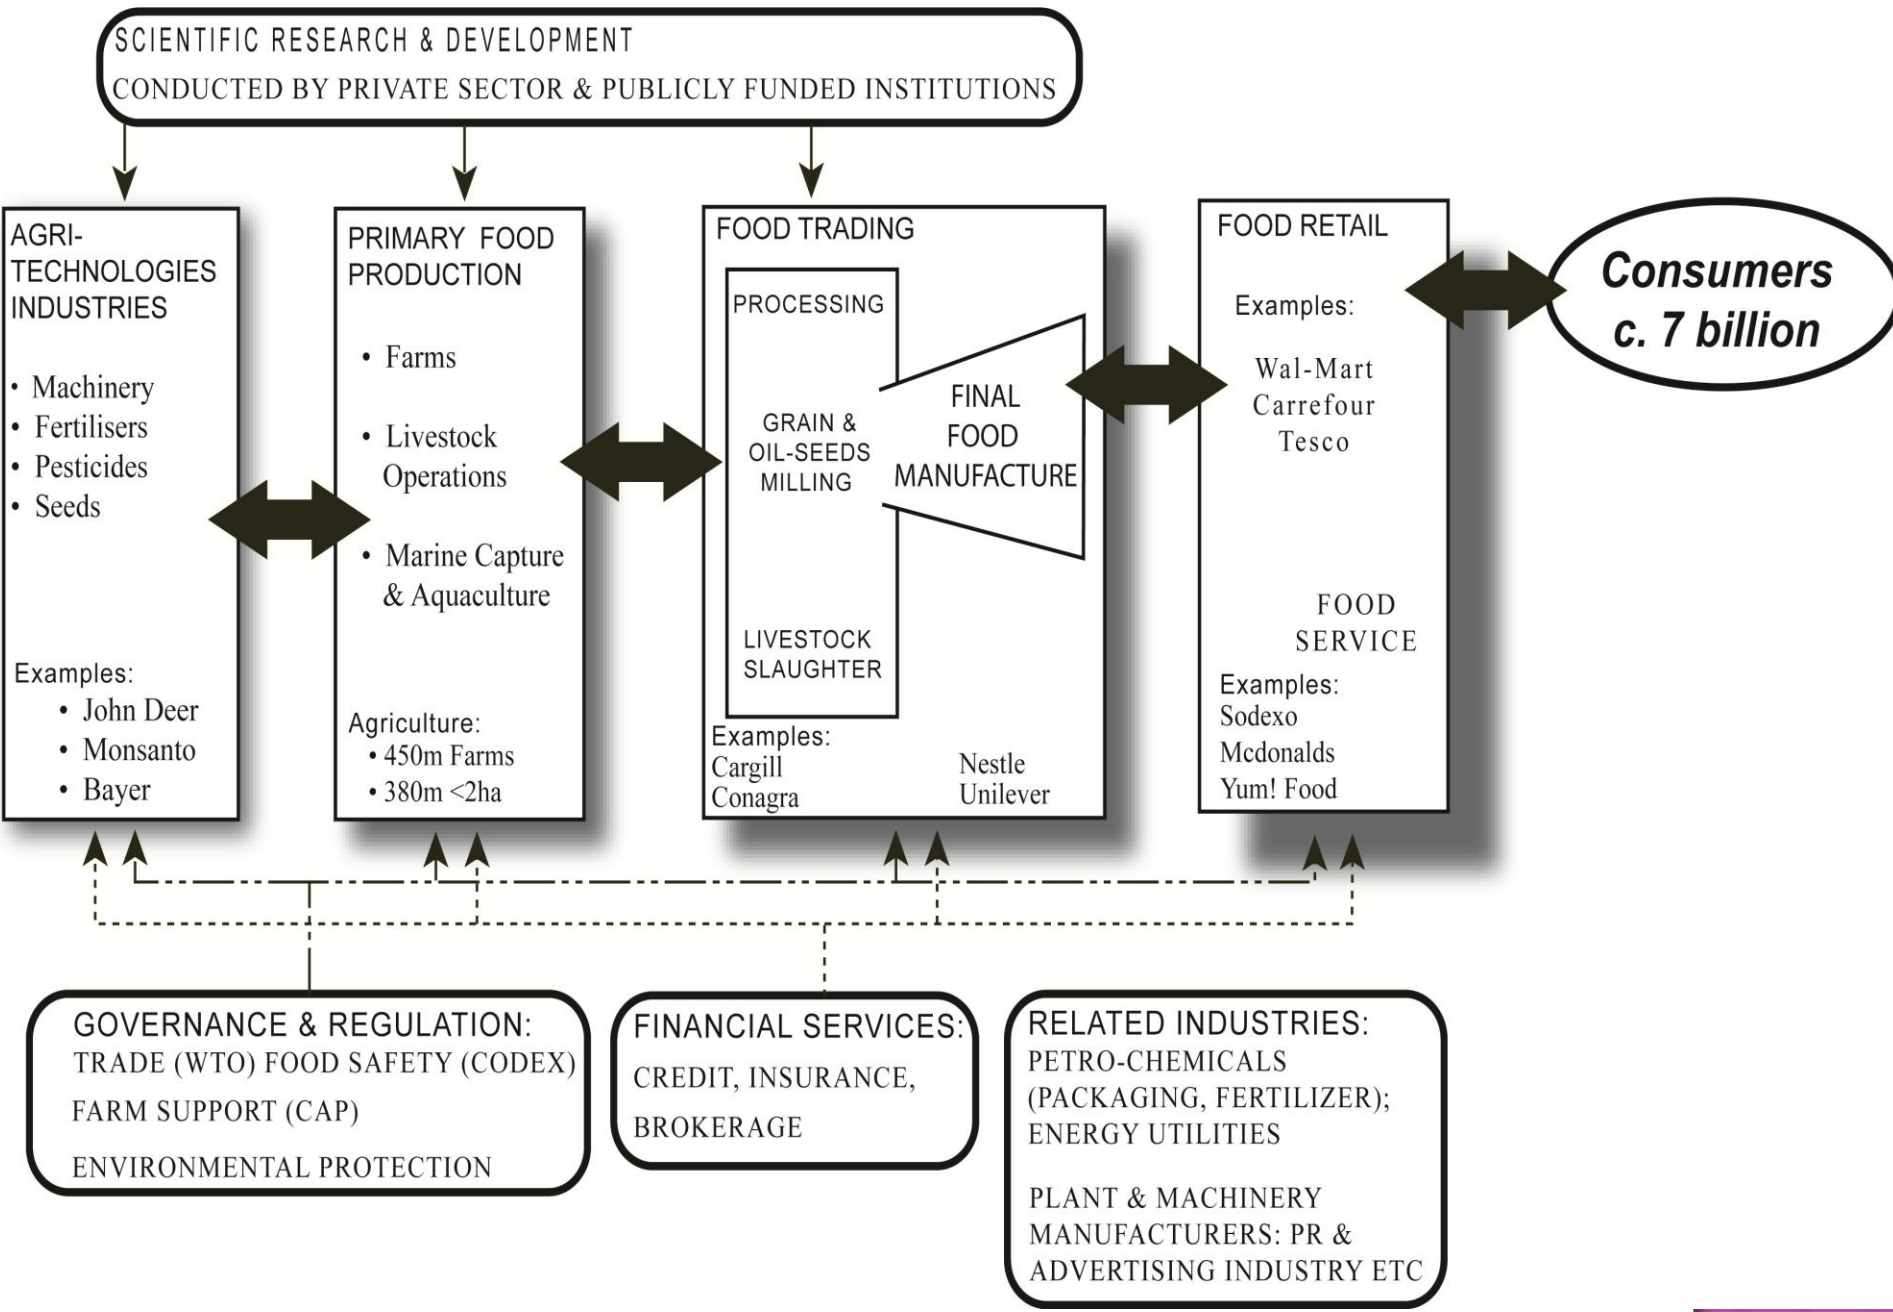 SCIENTIFIC RESEARCH & DEVELOPMENT
CONDUCTED BY PRIVATE SECTOR & PUBLICLY FUNDED INSTITUTIONS
AGRI-
TECHNOLOGIES
INDUSTRIES
• Machinery
• Fertilisers
• Pesticides
• Seeds
Examples:
• John Deer
• Monsanto
• Bayer
PRIMARY FOOD
PRODUCTION
• Farms
• Livestock
Operations
• Marine Capture
& Aquaculture
Agriculture:
• 450m Farms
• 380m <2ha
FOOD TRADING
PROCESSING
GRAIN &
OIL-SEEDS
MILLING
LIVESTOCK
SLAUGHTER
FINAL
FOOD
MANUFACTURE
Examples:
Cargill
Conagra
Nestle
Unilever
FOOD RETAIL
Examples:
Wal-Mart
Carrefour
Tesco
FOOD
SERVICE
Examples:
Sodexo
Mcdonalds
Yum! Food
Consumers
c. 7 billion
GOVERNANCE & REGULATION:
TRADE (WTO) FOOD SAFETY (CODEX)
FARM SUPPORT (CAP)
ENVIRONMENTAL PROTECTION
FINANCIAL SERVICES:
CREDIT, INSURANCE,
BROKERAGE
RELATED INDUSTRIES:
PETRO-CHEMICALS
(PACKAGING, FERTILIZER);
ENERGY UTILITIES
PLANT & MACHINERY
MANUFACTURERS: PR &
ADVERTISING INDUSTRY ETC